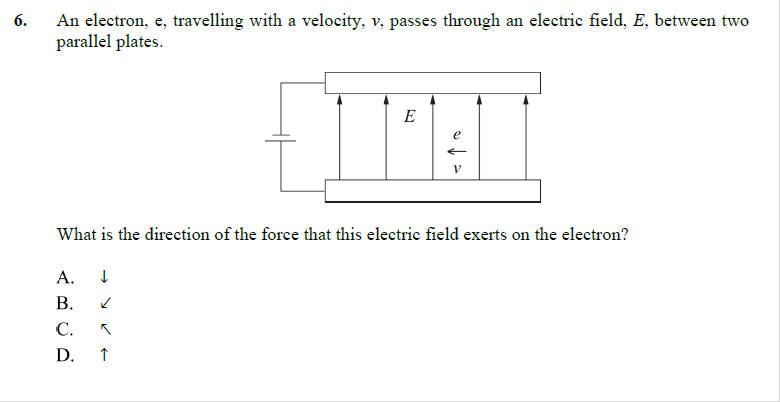 6. An electron, e, travelling with a velocity, v, passes through an electric field, E, between two
parallel plates.
E
e
←
v
What is the direction of the force that this electric field exerts on the electron?
A. ↓
B. ↙
C. ↖
D. ↑